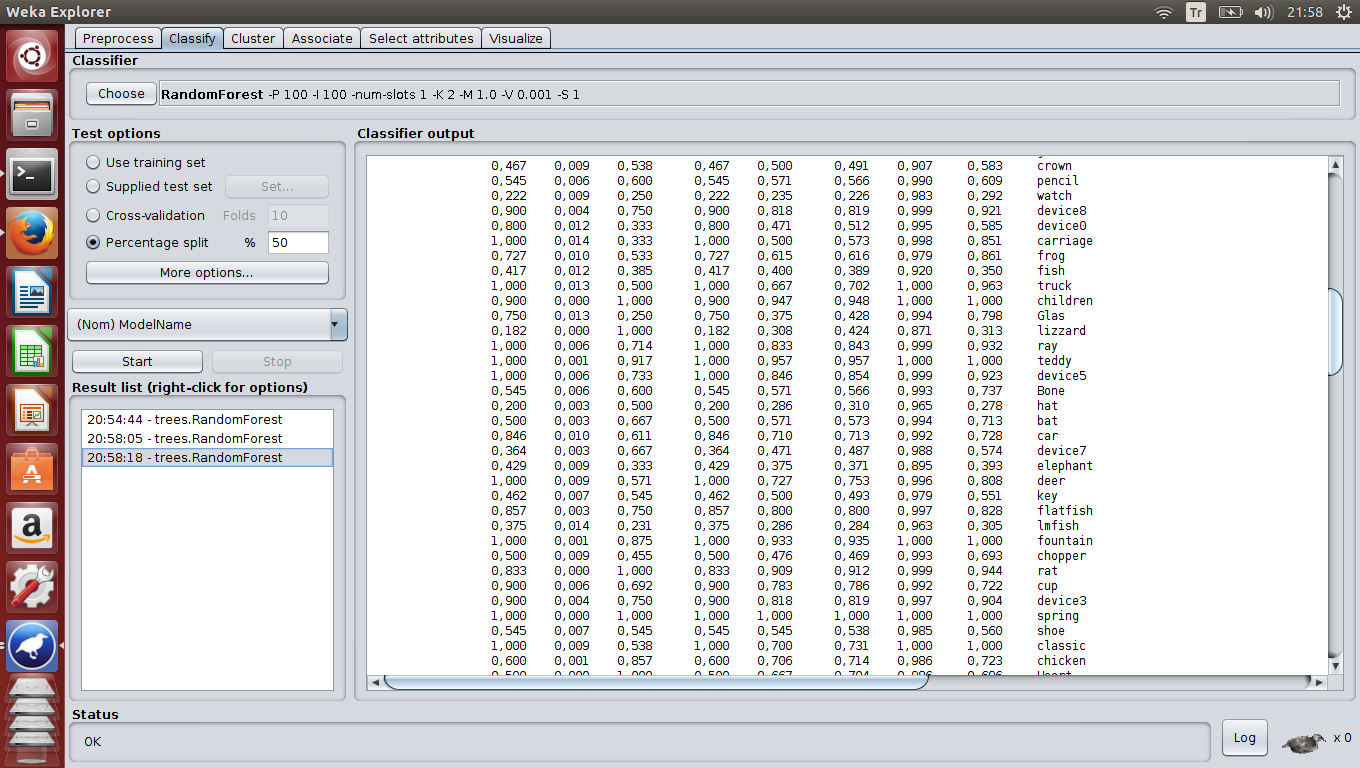 Weka Explorer
Tr
21:58
Preprocess Classify Cluster Associate Select attributes Visualize
Classifier
Choose RandomForest -P 100 -I 100 -num-slots 1 -K 2 -M 1.0 -V 0.001 -S 1
Test options
Use training set
Supplied test set Set...
Cross-validation Folds 10
Percentage split % 50
More options...
(Nom) ModelName
Start Stop
Result list (right-click for options)
20:54:44 - trees.RandomForest
20:58:05 - trees.RandomForest
20:58:18 - trees.RandomForest
Classifier output
0,467 0,009 0,538 0,467 0,500 0,491 0,907 0,583 crown
0,545 0,006 0,600 0,545 0,571 0,566 0,990 0,609 pencil
0,222 0,009 0,250 0,222 0,235 0,226 0,983 0,292 watch
0,900 0,004 0,750 0,900 0,818 0,819 0,999 0,921 device8
0,800 0,012 0,333 0,800 0,471 0,512 0,995 0,585 device0
1,000 0,014 0,333 1,000 0,500 0,573 0,998 0,851 carriage
0,727 0,010 0,533 0,727 0,615 0,616 0,979 0,861 frog
0,417 0,012 0,385 0,417 0,400 0,389 0,920 0,350 fish
1,000 0,013 0,500 1,000 0,667 0,702 1,000 0,963 truck
0,900 0,000 1,000 0,900 0,947 0,948 1,000 1,000 children
0,750 0,013 0,250 0,750 0,375 0,428 0,994 0,798 Glas
0,182 0,000 1,000 0,182 0,308 0,424 0,871 0,313 lizzard
1,000 0,006 0,714 1,000 0,833 0,843 0,999 0,932 ray
1,000 0,001 0,917 1,000 0,957 0,957 1,000 1,000 teddy
1,000 0,006 0,733 1,000 0,846 0,854 0,999 0,923 device5
0,545 0,006 0,600 0,545 0,571 0,566 0,993 0,737 Bone
0,200 0,003 0,500 0,200 0,286 0,310 0,965 0,278 hat
0,500 0,003 0,667 0,500 0,571 0,573 0,994 0,713 bat
0,846 0,010 0,611 0,846 0,710 0,713 0,992 0,728 car
0,364 0,003 0,667 0,364 0,471 0,487 0,988 0,574 device7
0,429 0,009 0,333 0,429 0,375 0,371 0,895 0,393 elephant
1,000 0,009 0,571 1,000 0,727 0,753 0,996 0,808 deer
0,462 0,007 0,545 0,462 0,500 0,493 0,979 0,551 key
0,857 0,003 0,750 0,857 0,800 0,800 0,997 0,828 flatfish
0,375 0,014 0,231 0,375 0,286 0,284 0,963 0,305 lmfish
1,000 0,001 0,875 1,000 0,933 0,935 1,000 1,000 fountain
0,500 0,009 0,455 0,500 0,476 0,469 0,993 0,693 chopper
0,833 0,000 1,000 0,833 0,909 0,912 0,999 0,944 rat
0,900 0,006 0,692 0,900 0,783 0,786 0,992 0,722 cup
0,900 0,004 0,750 0,900 0,818 0,819 0,997 0,904 device3
1,000 0,000 1,000 1,000 1,000 1,000 1,000 1,000 spring
0,545 0,007 0,545 0,545 0,545 0,538 0,985 0,560 shoe
1,000 0,009 0,538 1,000 0,700 0,731 1,000 1,000 classic
0,600 0,001 0,857 0,600 0,706 0,714 0,986 0,723 chicken
Status
OK
Log
x 0